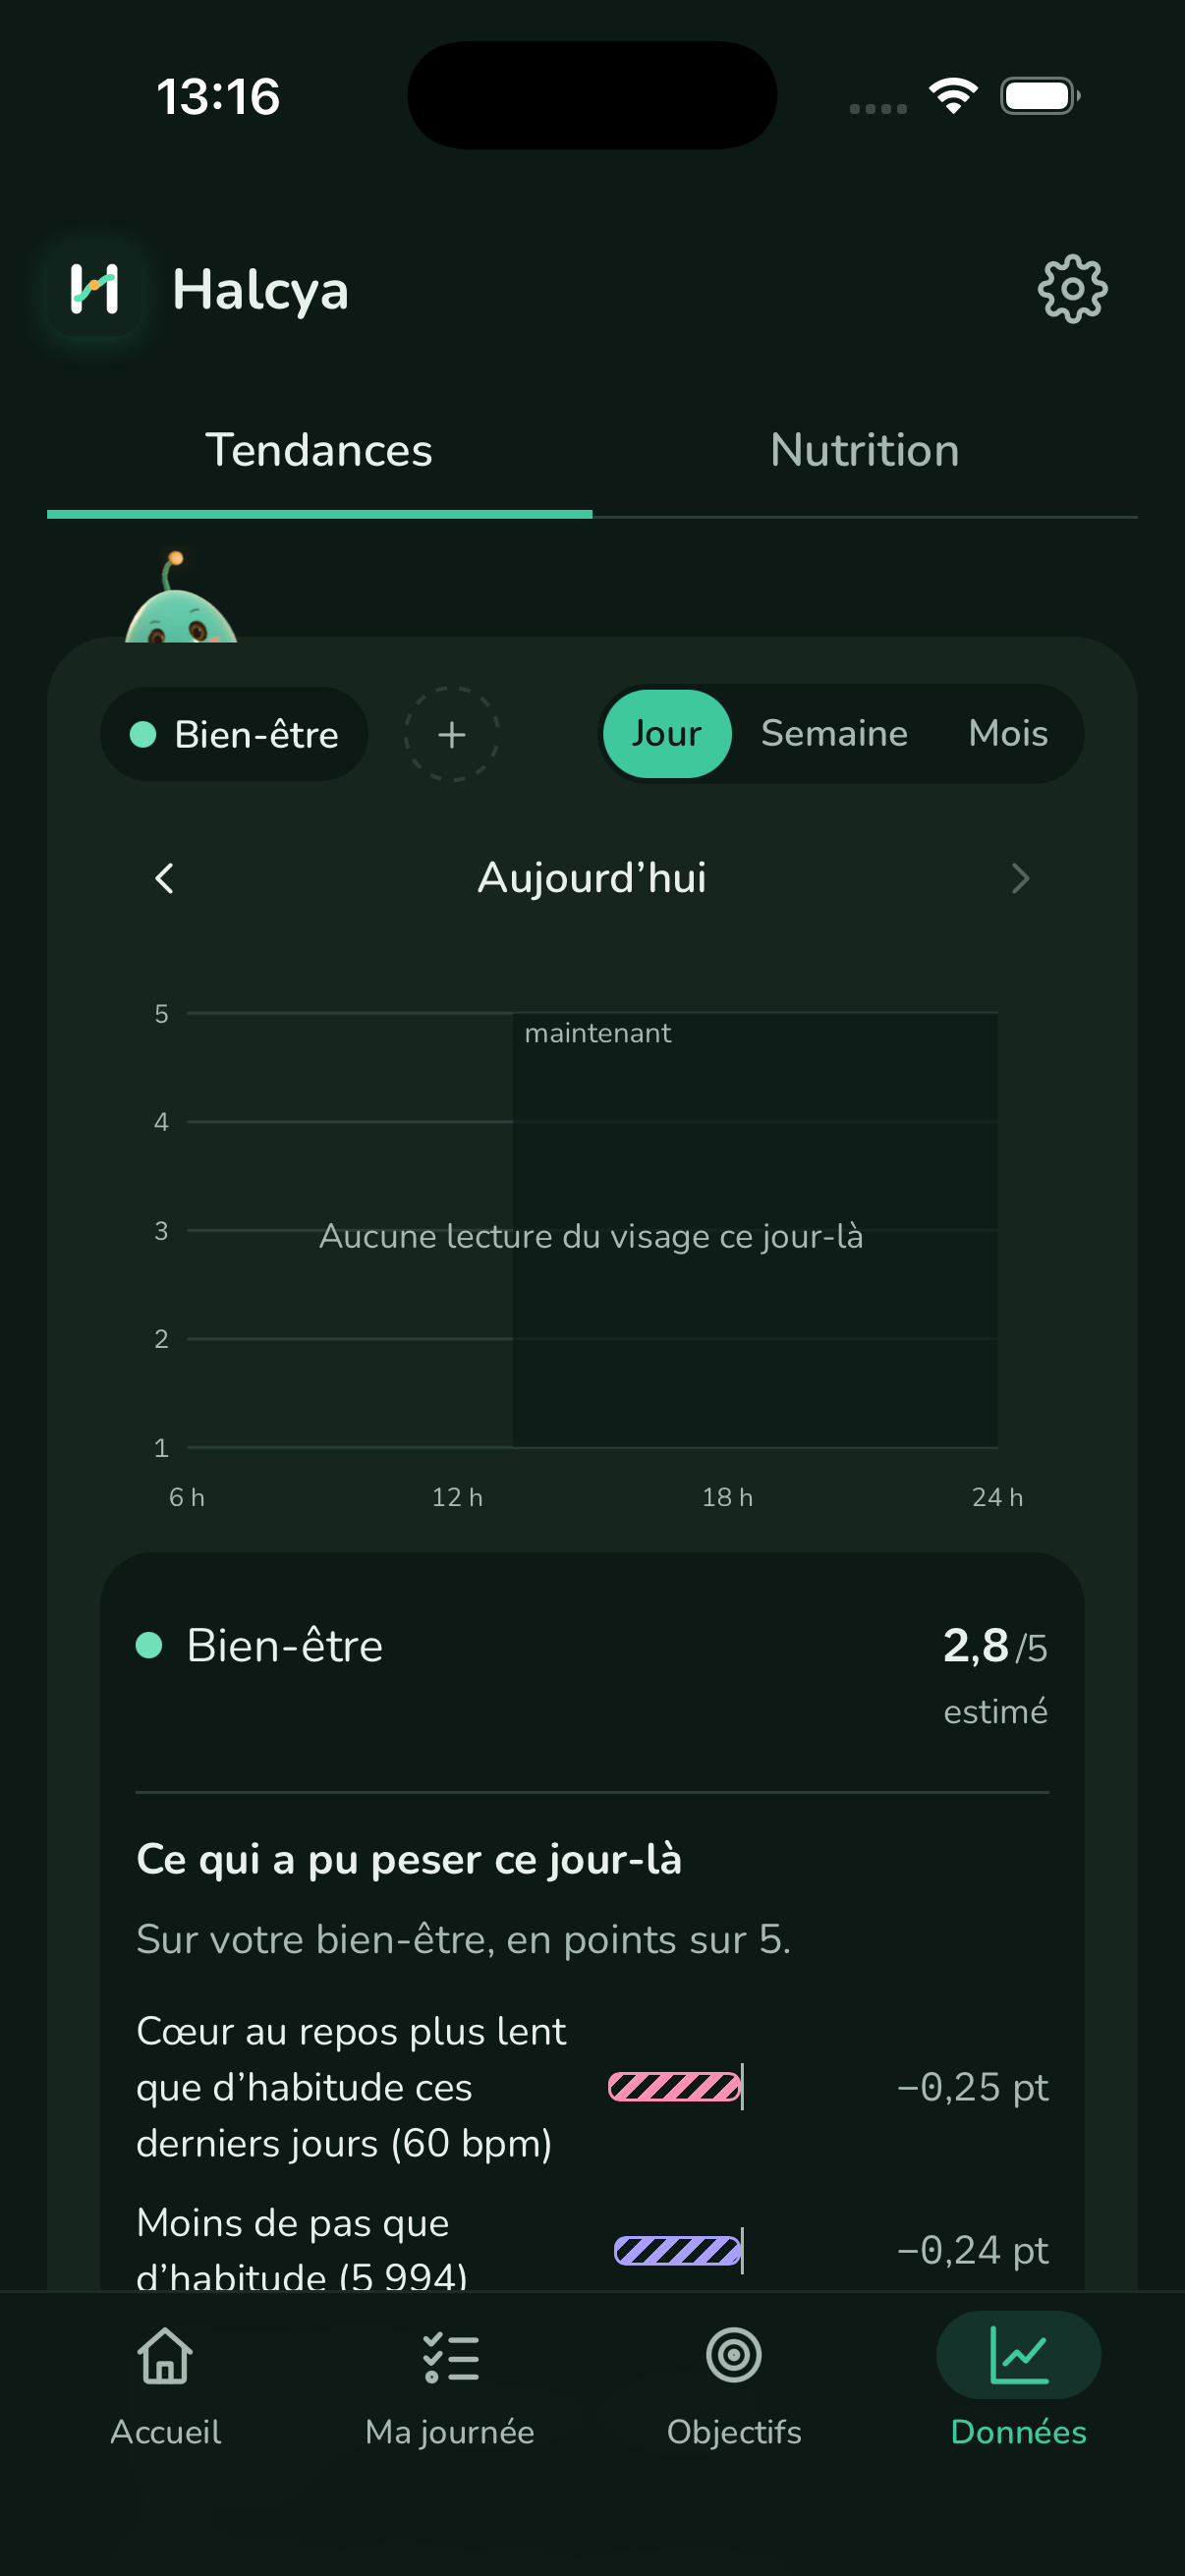 13:16
Halcya
Tendances
Nutrition
Bien-être
+
Jour
Semaine
Mois
Aujourd’hui
5
maintenant
4
3
Aucune lecture du visage ce jour-là
2
1
6 h
12 h
18 h
24 h
Bien-être
2,8 /5
estimé
Ce qui a pu peser ce jour-là
Sur votre bien-être, en points sur 5.
Cœur au repos plus lent
que d’habitude ces
derniers jours (60 bpm)
−0,25 pt
Moins de pas que
d’habitude (5 994)
−0,24 pt
Accueil
Ma journée
Objectifs
Données